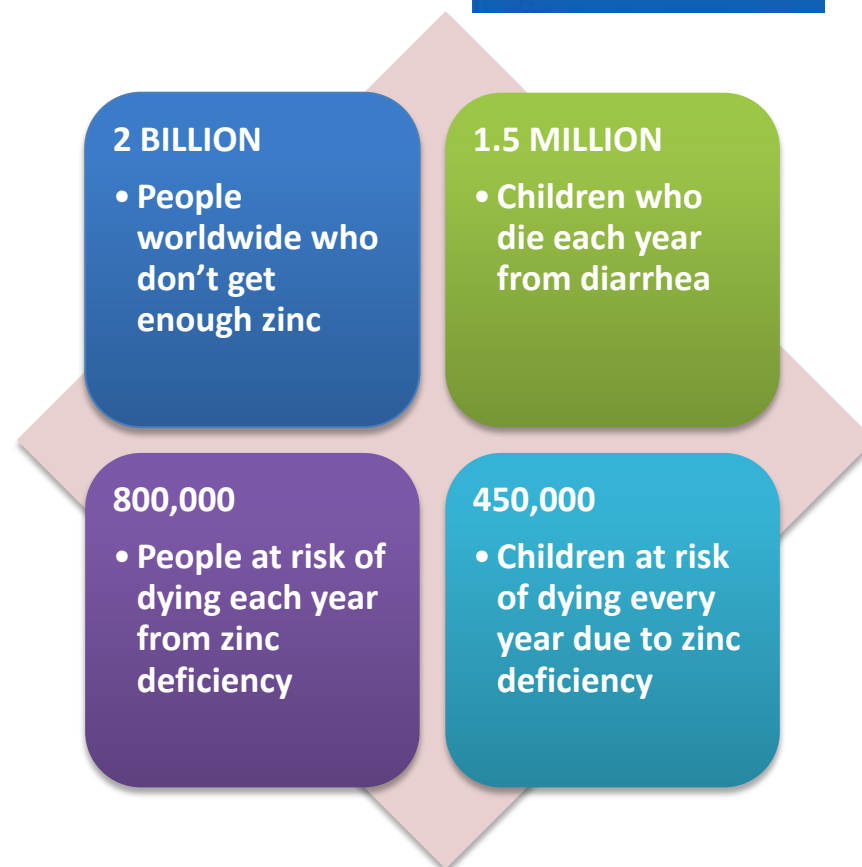 2 BILLION
• People
worldwide who
don’t get
enough zinc
1.5 MILLION
• Children who
die each year
from diarrhea
800,000
• People at risk of
dying each year
from zinc
deficiency
450,000
• Children at risk
of dying every
year due to zinc
deficiency